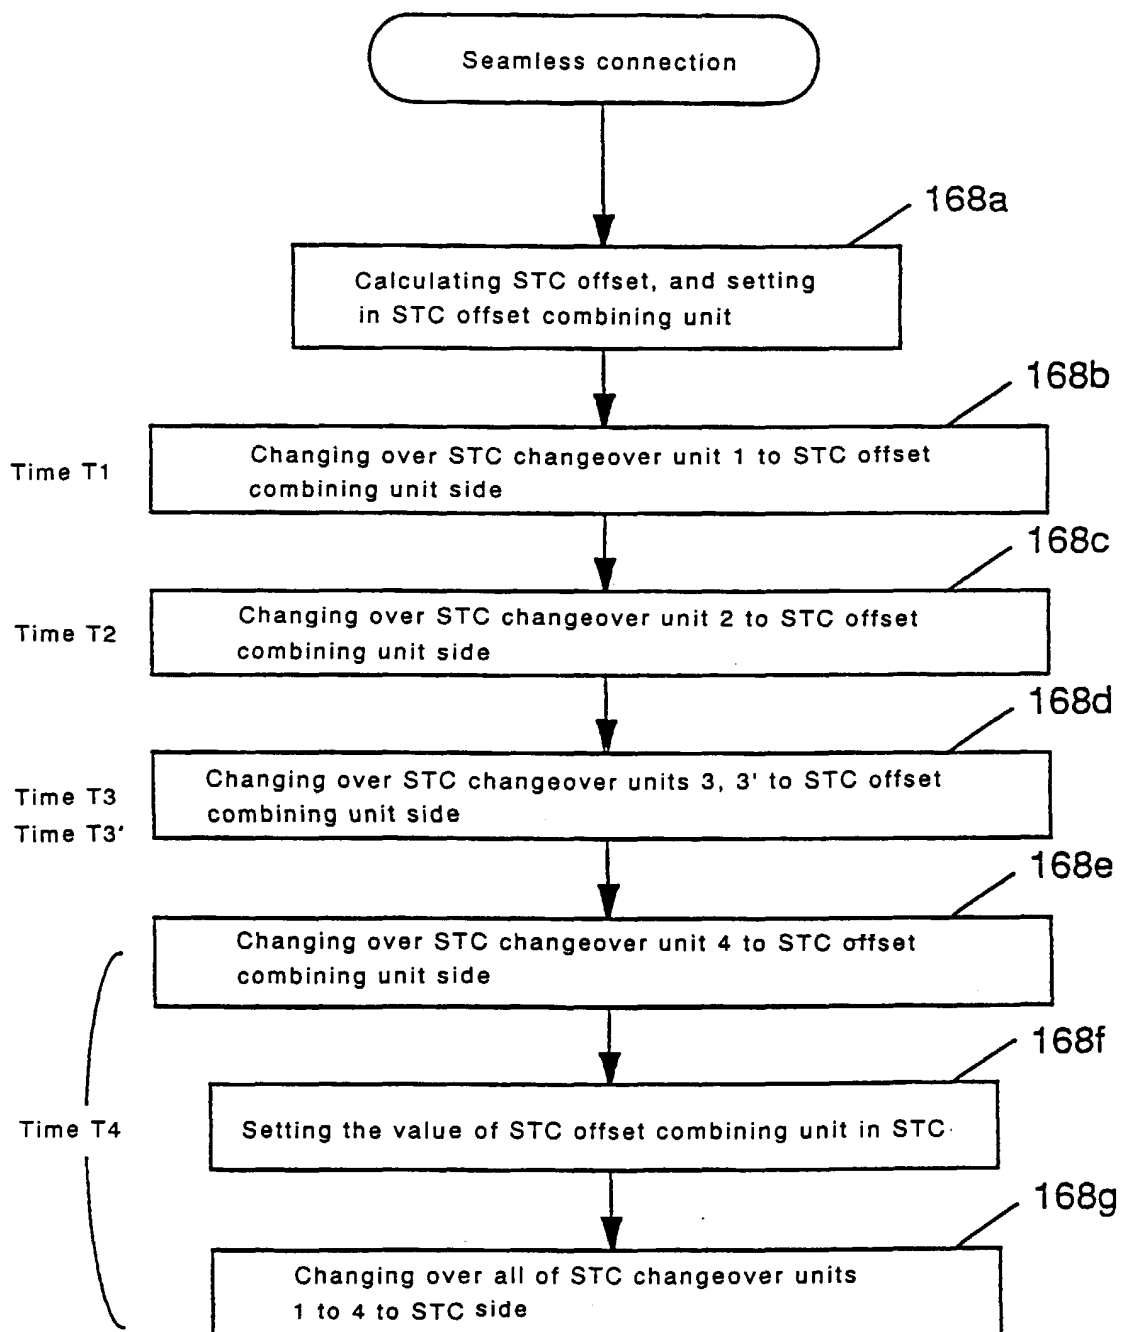 Seamless connection
168a
Calculating STC offset, and setting
in STC offset combining unit
168b
Time T1
Changing over STC changeover unit 1 to STC offset
combining unit side
168c
Time T2
Changing over STC changeover unit 2 to STC offset
combining unit side
168d
Time T3
Time T3'
Changing over STC changeover units 3, 3' to STC offset
combining unit side
168e
Changing over STC changeover unit 4 to STC offset
combining unit side
168f
Time T4
Setting the value of STC offset combining unit in STC
168g
Changing over all of STC changeover units
1 to 4 to STC side